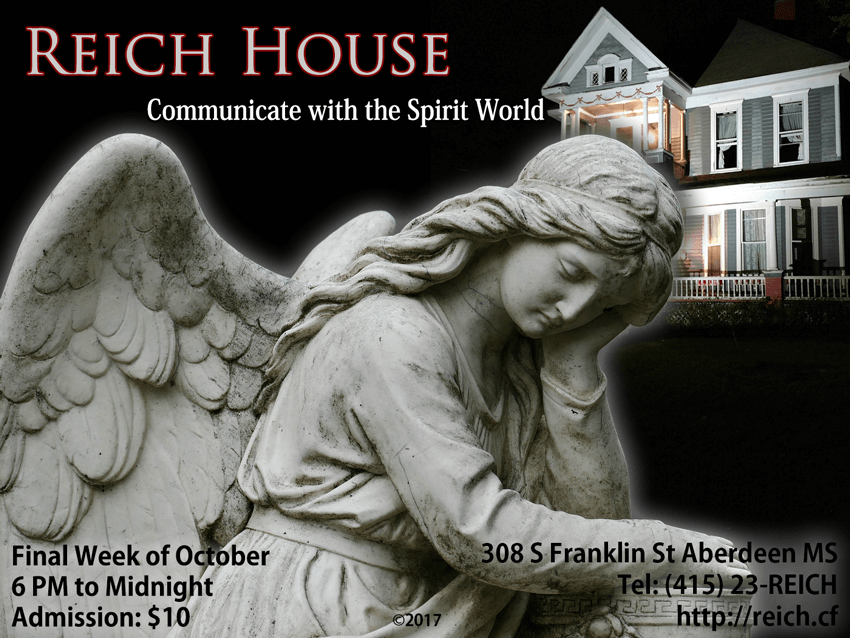 Reich House
Communicate with the Spirit World
Final Week of October
6 PM to Midnight
Admission: $10
©2017
308 S Franklin St Aberdeen MS
Tel: (415) 23-REICH
http://reich.cf